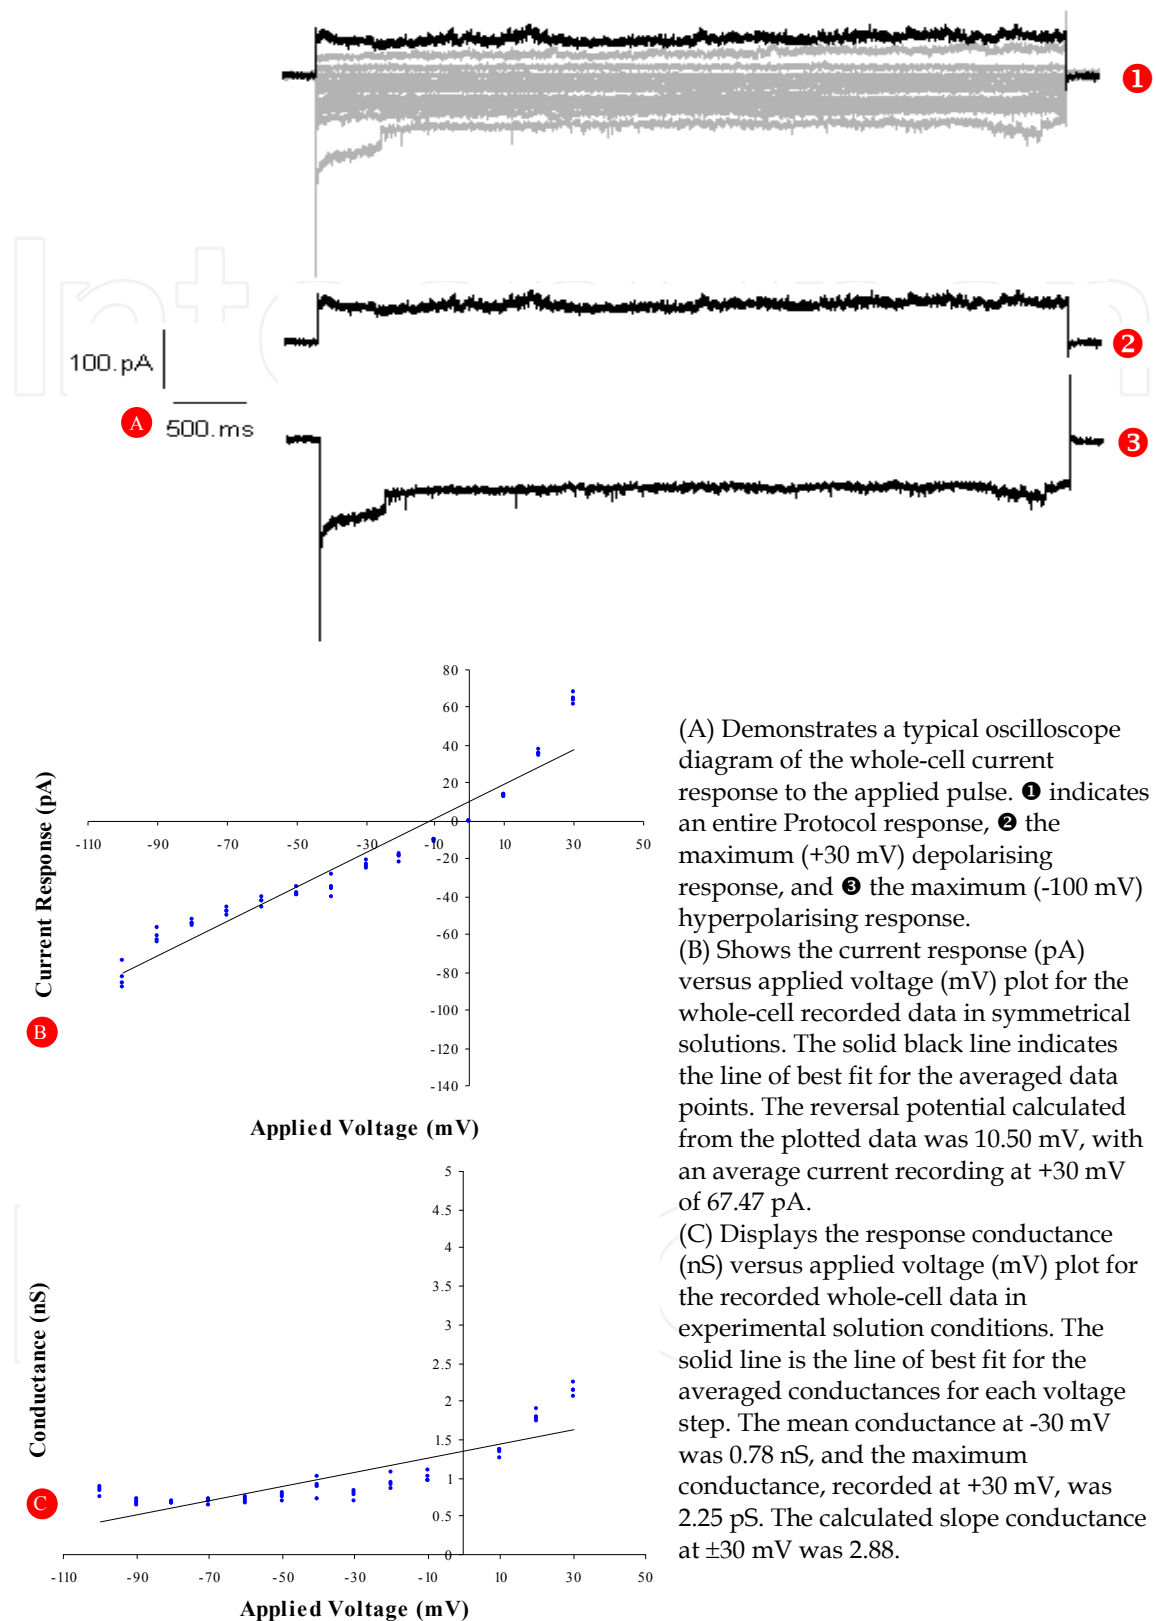 ❶
❷
100.pA
A
500.ms
❸
80
60
40
20
0
-110
-90
-70
-50
-30
-10
10
30
50
-20
-40
-60
-80
-100
-120
-140
Current Response (pA)
B
Applied Voltage (mV)
(A) Demonstrates a typical oscilloscope
diagram of the whole-cell current
response to the applied pulse. ❶ indicates
an entire Protocol response, ❷ the
maximum (+30 mV) depolarising
response, and ❸ the maximum (-100 mV)
hyperpolarising response.
(B) Shows the current response (pA)
versus applied voltage (mV) plot for the
whole-cell recorded data in symmetrical
solutions. The solid black line indicates
the line of best fit for the averaged data
points. The reversal potential calculated
from the plotted data was 10.50 mV, with
an average current recording at +30 mV
of 67.47 pA.
(C) Displays the response conductance
(nS) versus applied voltage (mV) plot for
the recorded whole-cell data in
experimental solution conditions. The
solid line is the line of best fit for the
averaged conductances for each voltage
step. The mean conductance at -30 mV
was 0.78 nS, and the maximum
conductance, recorded at +30 mV, was
2.25 pS. The calculated slope conductance
at ±30 mV was 2.88.
5
4.5
4
3.5
3
2.5
2
1.5
1
0.5
0
-110
-90
-70
-50
-30
-10
10
30
50
Conductance (nS)
C
Applied Voltage (mV)